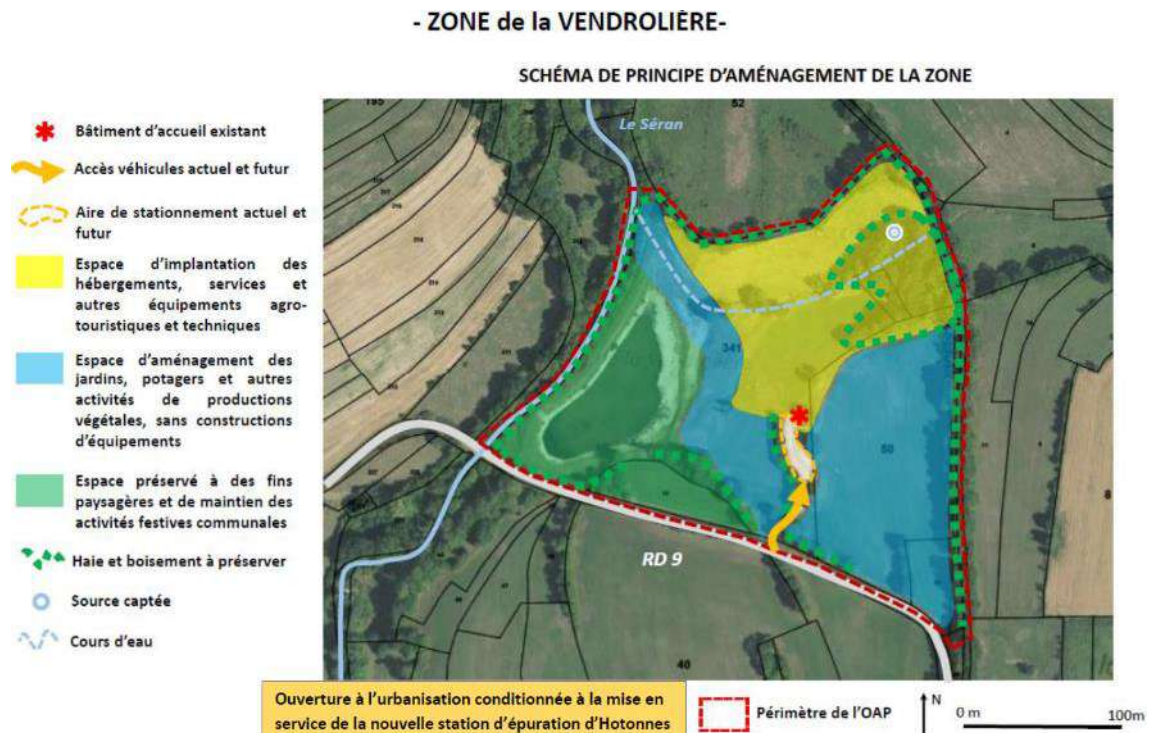 - ZONE de la VENDROLIÈRE-
SCHÉMA DE PRINCIPE D'AMÉNAGEMENT DE LA ZONE
Bâtiment d'accueil existant
Accès véhicules actuel et futur
Aire de stationnement actuel et
futur
Espace d'implantation des
hébergements, services et
autres équipements agro-
touristiques et techniques
Espace d'aménagement des
jardins, potagers et autres
activités de productions
végétales, sans constructions
d'équipements
Espace préservé à des fins
paysagères et de maintien des
activités festives communales
Haie et boisement à préserver
Source captée
Cours d'eau
195
52
Le Séran
341
50
8
RD 9
40
Ouverture à l'urbanisation conditionnée à la mise en
service de la nouvelle station d'épuration d'Hotonnes
Périmètre de l'OAP
N
0 m
100m